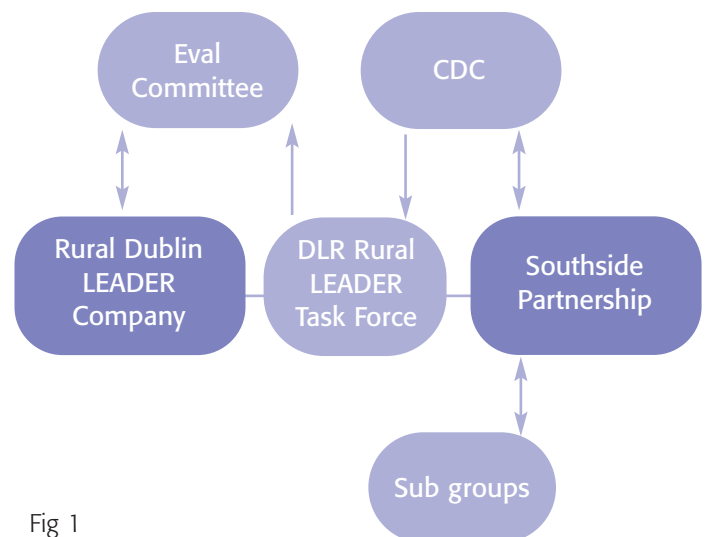 Eval
Committee
CDC
Rural Dublin
LEADER
Company
DLR Rural
LEADER
Task Force
Southside
Partnership
Sub groups
Fig 1